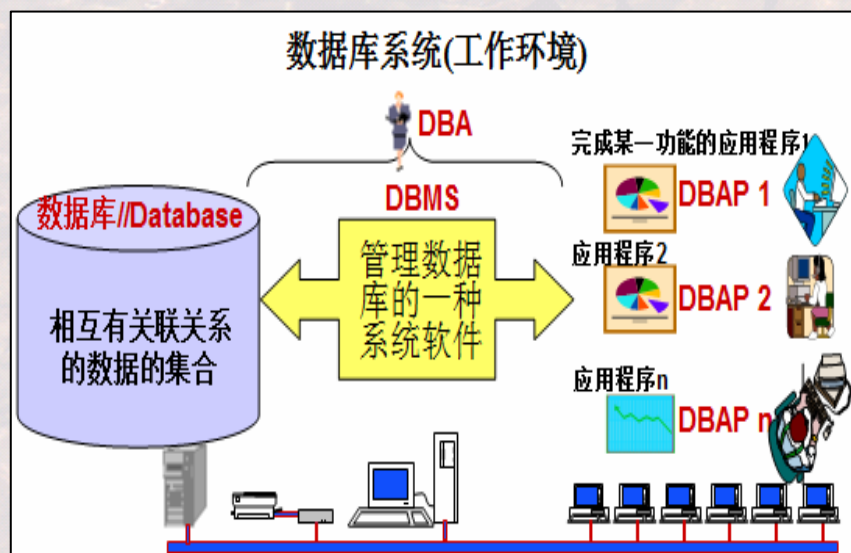 数据库系统(工作环境)
DBA
完成某一功能的应用程序1
DBAP 1
数据库//Database
DBMS
管理数据
库的一种
系统软件
应用程序2
DBAP 2
相互有关联关系
的数据的集合
应用程序n
DBAP n